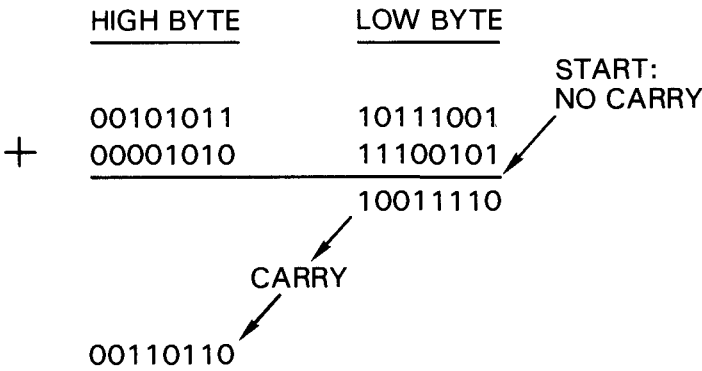 HIGH BYTE LOW BYTE
START:
NO CARRY
00101011 10111001
+ 00001010 11100101
10011110
CARRY
00110110